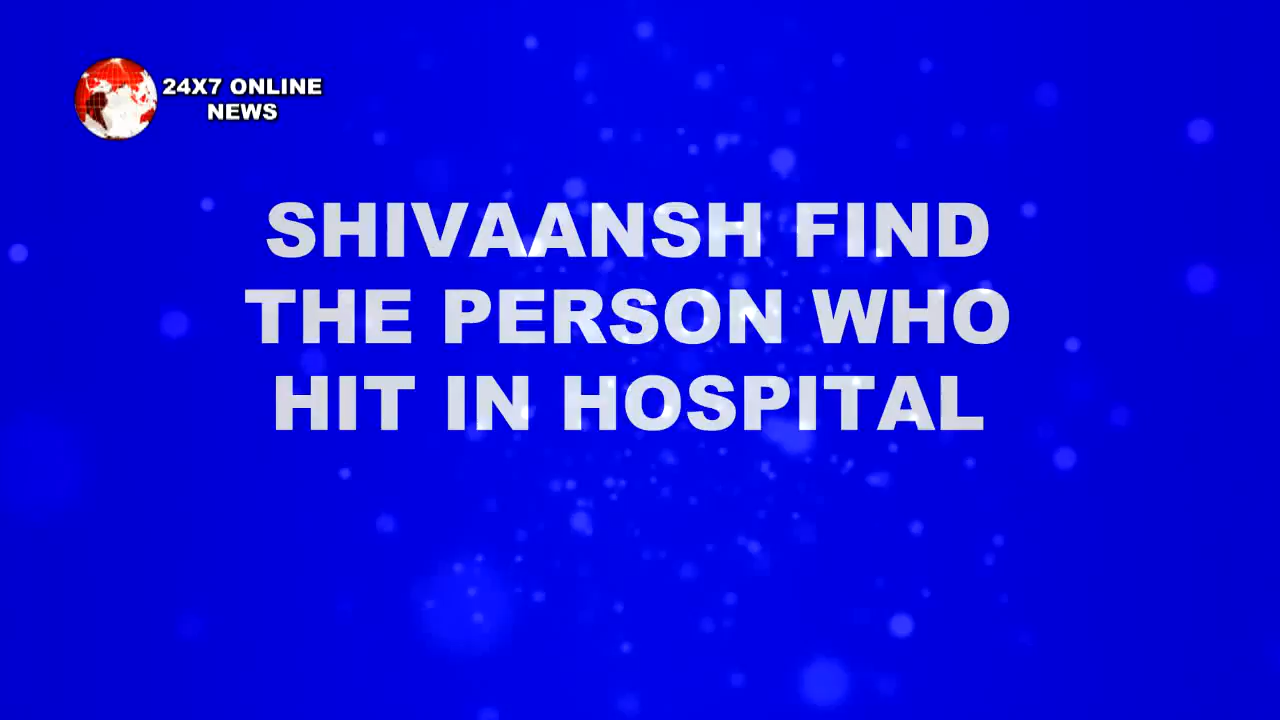 24X7 ONLINE
NEWS
SHIVAANSH FIND
THE PERSON WHO
HIT IN HOSPITAL